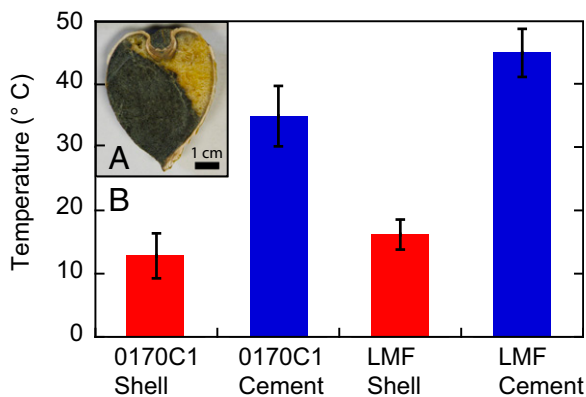 Temperature (° C)
50
40
30
20
10
0
A
1 cm
B
0170C1
Shell
0170C1
Cement
LMF
Shell
LMF
Cement